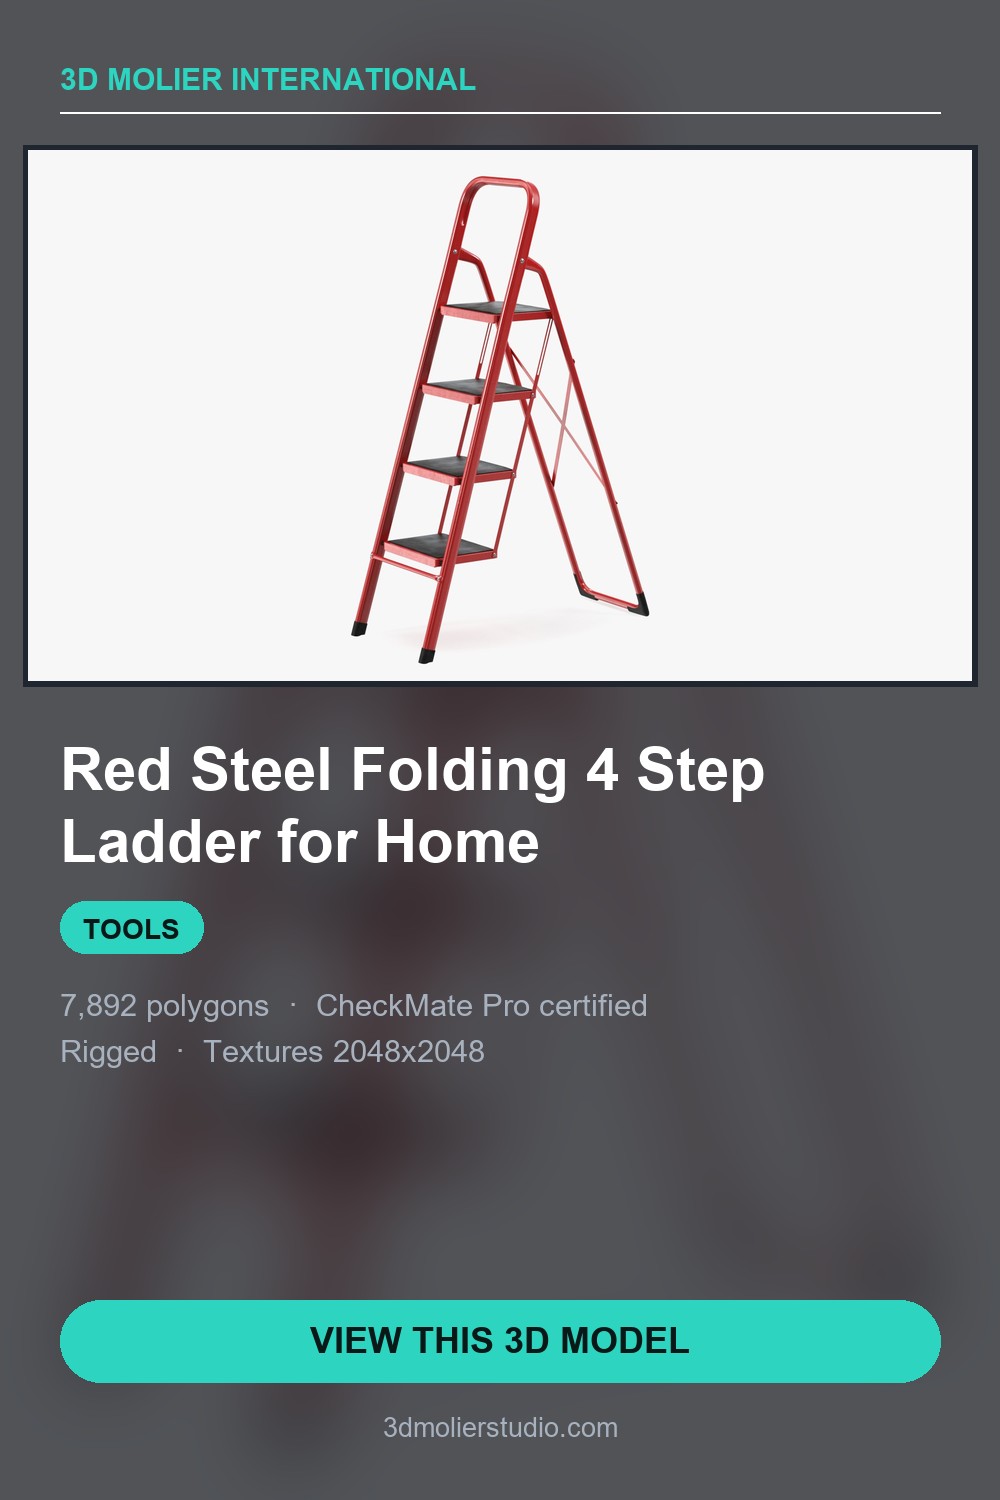 3D MOLIER INTERNATIONAL
Red Steel Folding 4 Step
Ladder for Home
TOOLS
7,892 polygons · CheckMate Pro certified
Rigged · Textures 2048x2048
VIEW THIS 3D MODEL
3dmolierstudio.com